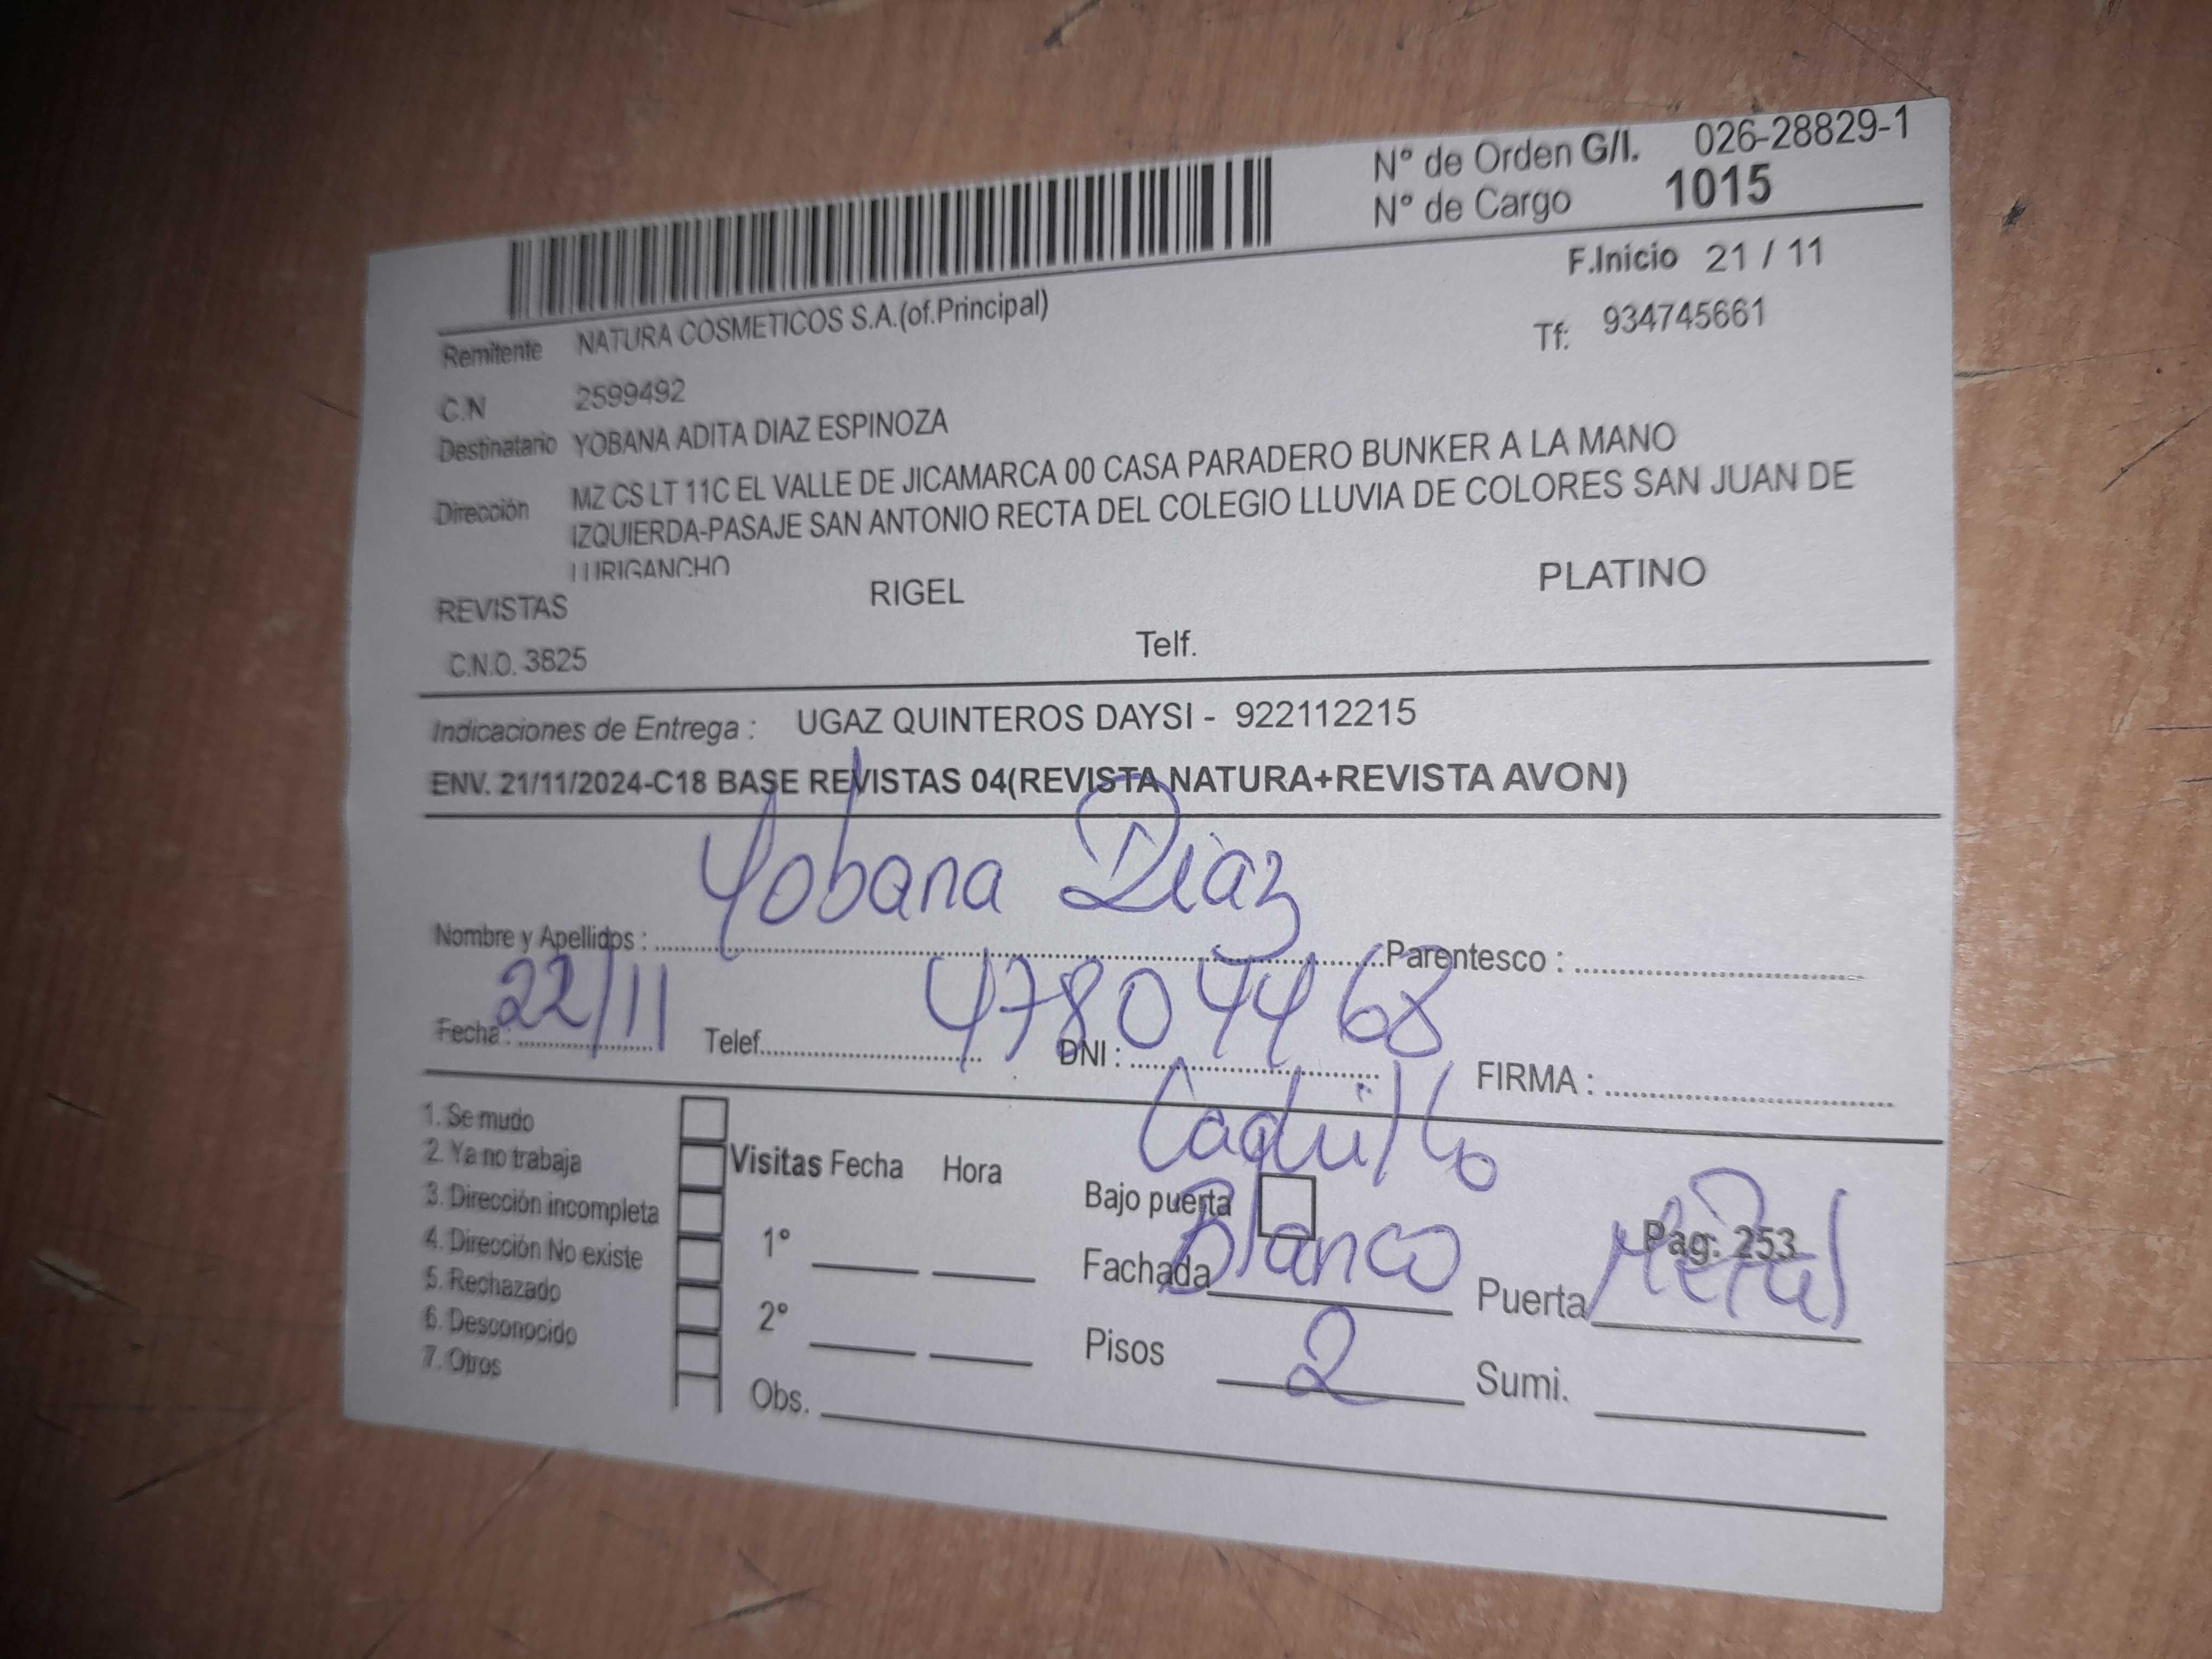 N° de Orden G/I. 026-28829-1
N° de Cargo 1015
F.Inicio 21 / 11
Remitente NATURA COSMETICOS S.A.(of.Principal)
Tf: 934745661
C.N 2599492
Destinatario YOBANA ADITA DIAZ ESPINOZA
Dirección MZ CS LT 11C EL VALLE DE JICAMARCA 00 CASA PARADERO BUNKER A LA MANO
IZQUIERDA-PASAJE SAN ANTONIO RECTA DEL COLEGIO LLUVIA DE COLORES SAN JUAN DE
LURIGANCHO
REVISTAS RIGEL PLATINO
C.N.O. 3825 Telf.
Indicaciones de Entrega : UGAZ QUINTEROS DAYSI - 922112215
ENV. 21/11/2024-C18 BASE REVISTAS 04(REVISTA NATURA+REVISTA AVON)
Nombre y Apellidos : Yobana Diaz Parentesco :
Fecha : 22/11 Telef. DNI : 47804468 FIRMA :
Ladrillo
1. Se mudo
2. Ya no trabaja
3. Dirección incompleta
4. Dirección No existe
5. Rechazado
6. Desconocido
7. Otros
Visitas Fecha Hora
1°
2°
Obs.
Bajo puerta
Pag. 253
Fachada Blanco Puerta Metal
Pisos 2 Sumi.